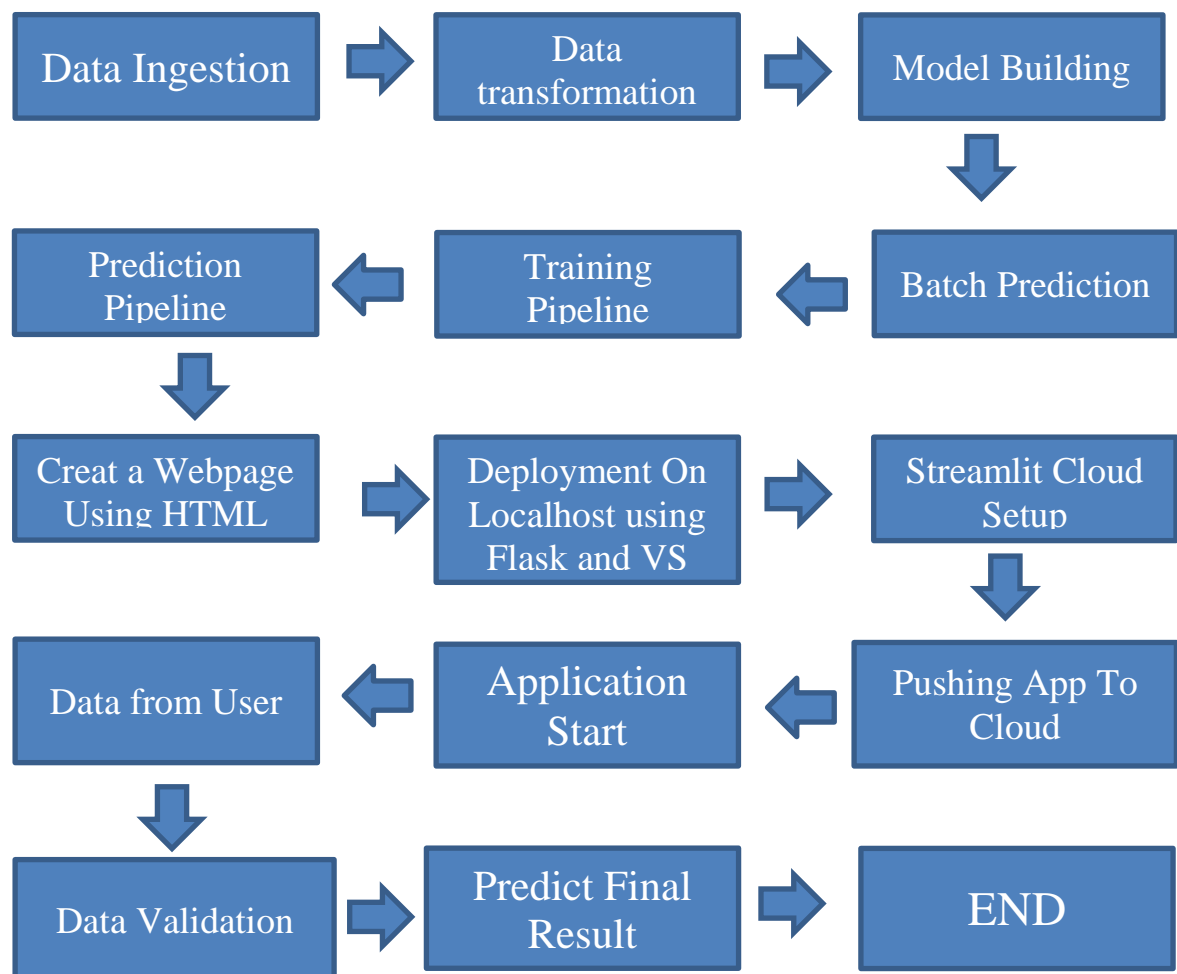 Data Ingestion
Data
transformation
Model Building
Prediction
Pipeline
Training
Pipeline
Batch Prediction
Creat a Webpage
Using HTML
Deployment On
Localhost using
Flask and VS
Streamlit Cloud
Setup
Data from User
Application
Start
Pushing App To
Cloud
Data Validation
Predict Final
Result
END